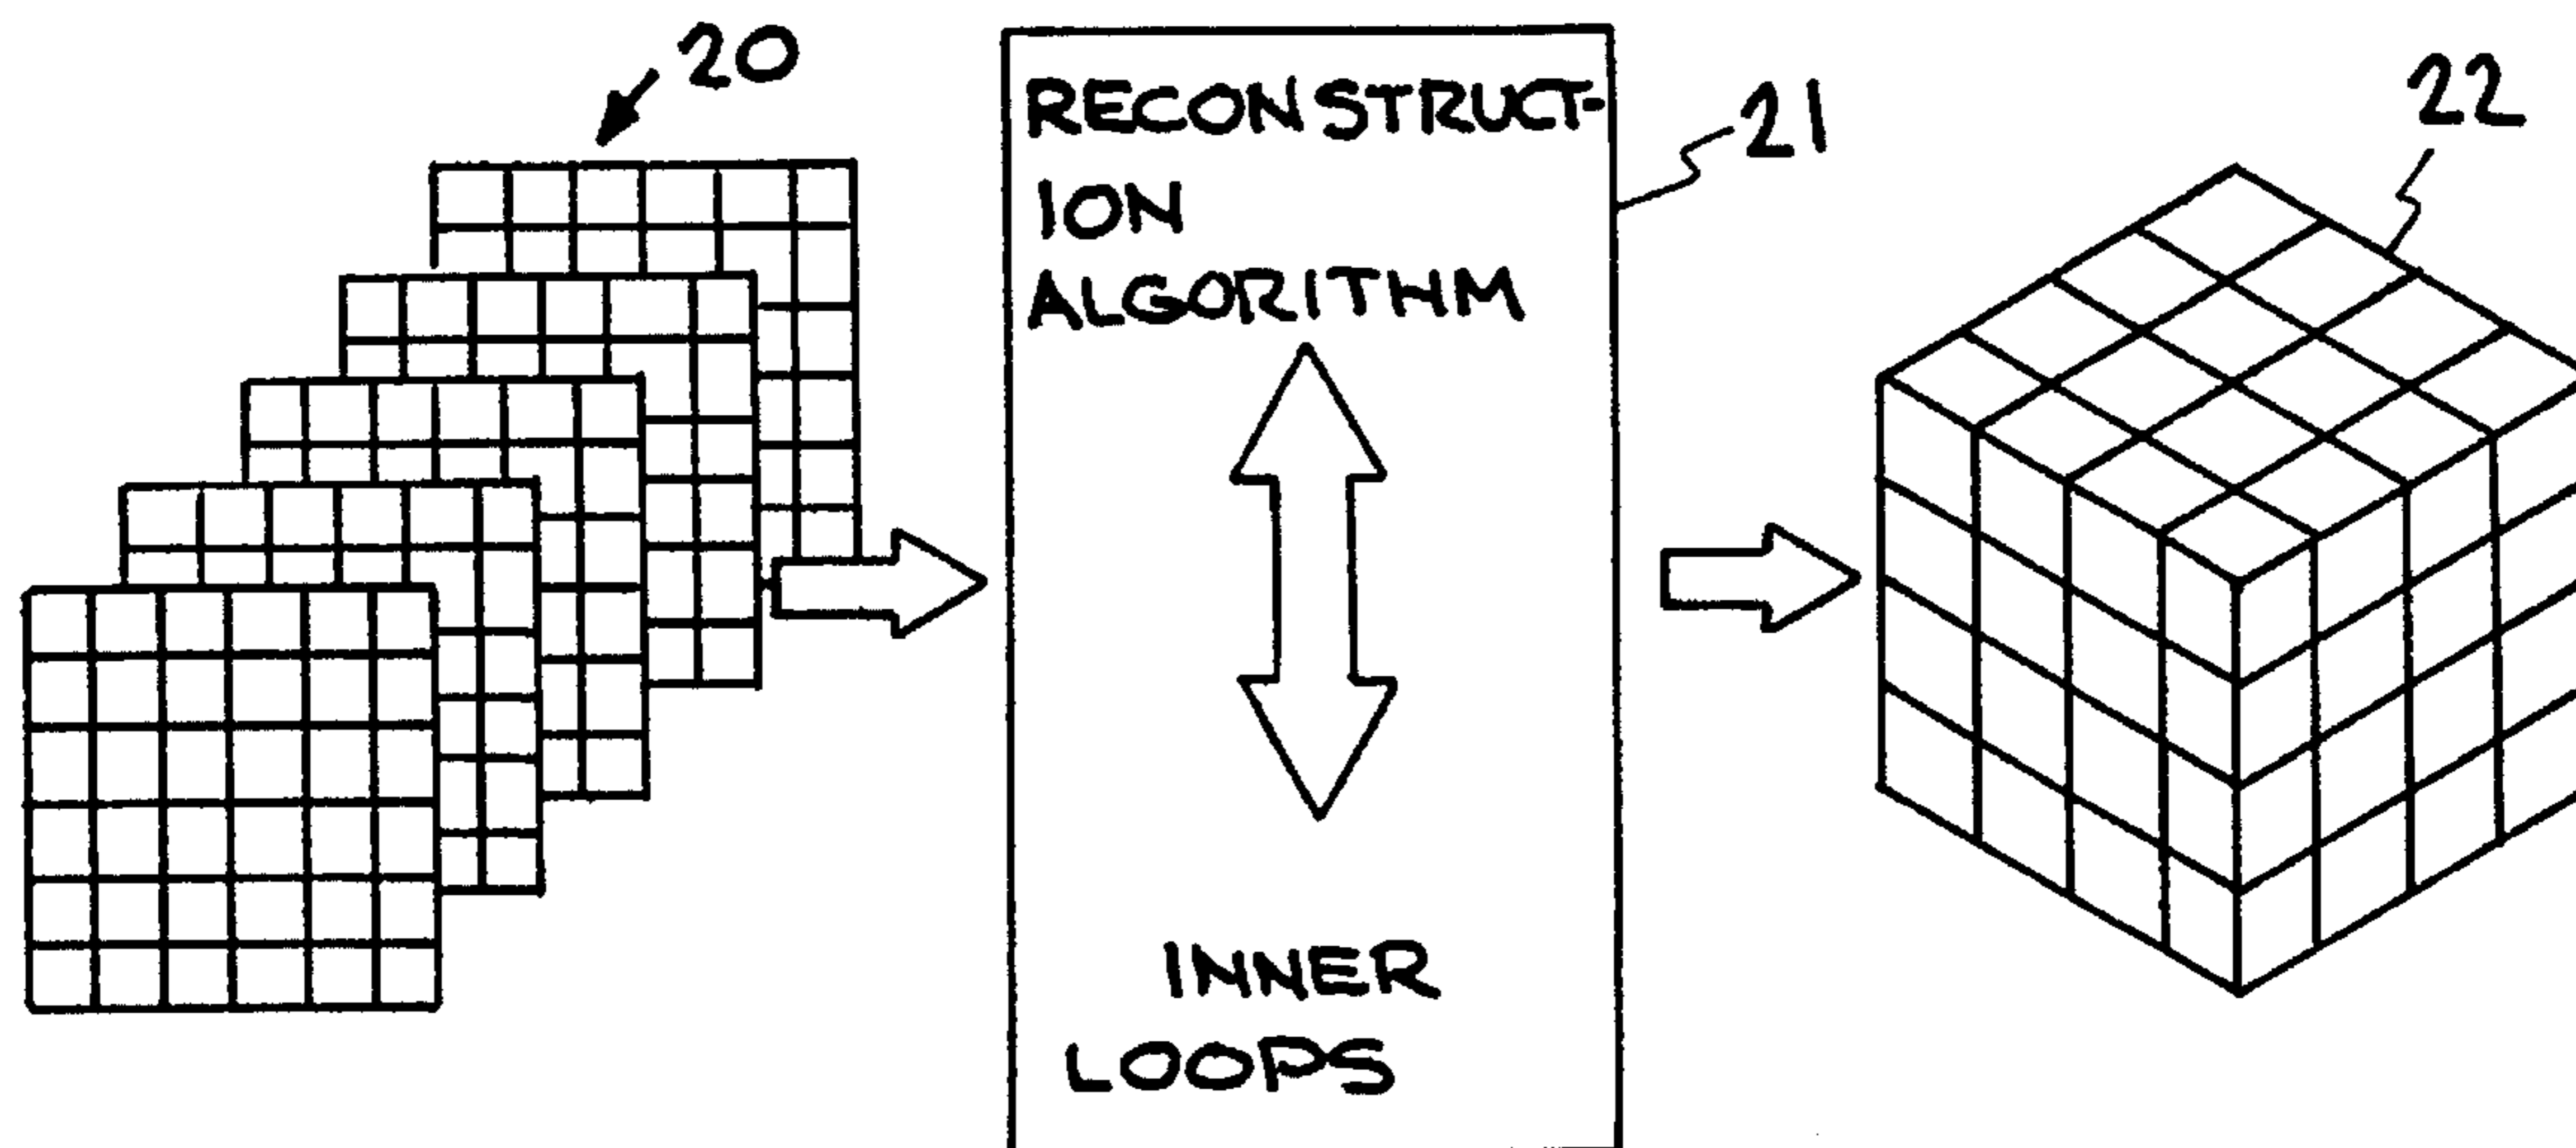 20
RECONSTRUCT-
ION
ALGORITHM
INNER
LOOPS
21
22